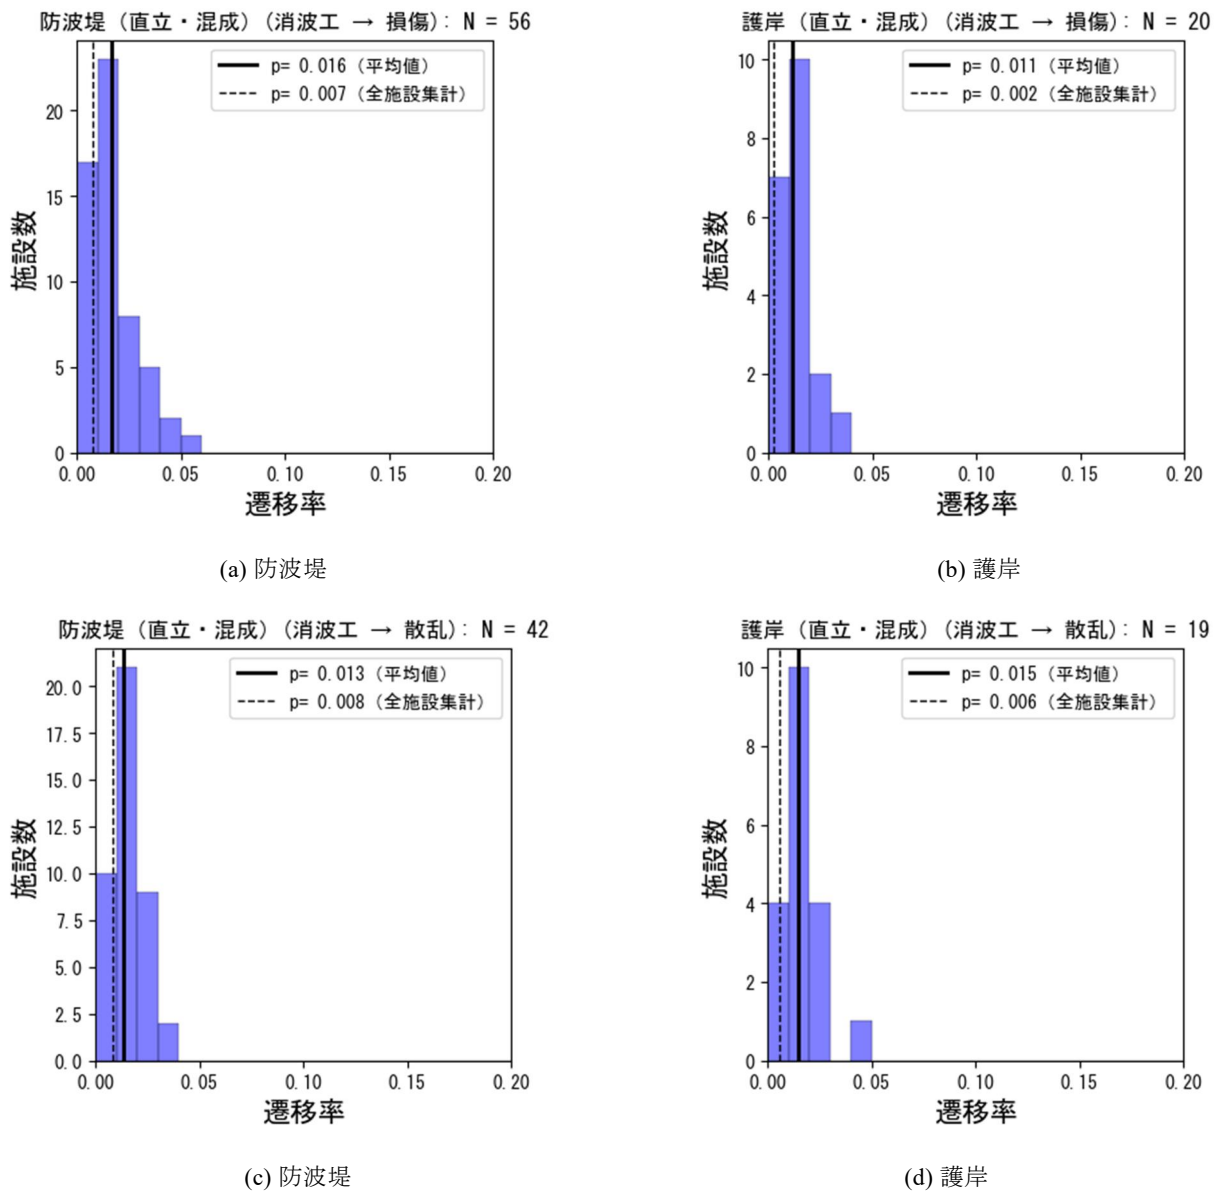 防波堤 (直立・混成) (消波工 → 損傷): N = 56
p= 0.016 (平均値)
p= 0.007 (全施設集計)
20
15
10
5
0
施設数
0.00 0.05 0.10 0.15 0.20
遷移率
(a) 防波堤
護岸 (直立・混成) (消波工 → 損傷): N = 20
p= 0.011 (平均値)
p= 0.002 (全施設集計)
10
8
6
4
2
0
施設数
0.00 0.05 0.10 0.15 0.20
遷移率
(b) 護岸
防波堤 (直立・混成) (消波工 → 散乱): N = 42
p= 0.013 (平均値)
p= 0.008 (全施設集計)
20.0
17.5
15.0
12.5
10.0
7.5
5.0
2.5
0.0
施設数
0.00 0.05 0.10 0.15 0.20
遷移率
(c) 防波堤
護岸 (直立・混成) (消波工 → 散乱): N = 19
p= 0.015 (平均値)
p= 0.006 (全施設集計)
10
8
6
4
2
0
施設数
0.00 0.05 0.10 0.15 0.20
遷移率
(d) 護岸